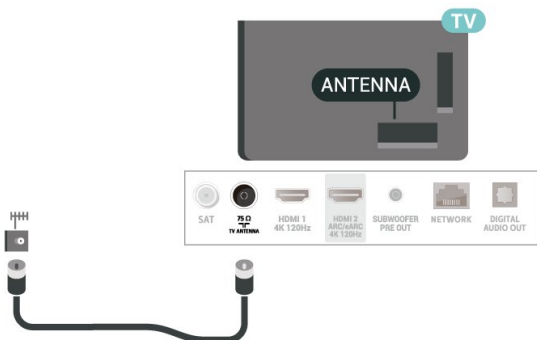 TV
ANTENNA
SAT
75 Ω
TV ANTENNA
HDMI 1
4K 120Hz
HDMI 2
ARC/eARC
4K 120Hz
SUBWOOFER
PRE OUT
NETWORK
DIGITAL
AUDIO OUT